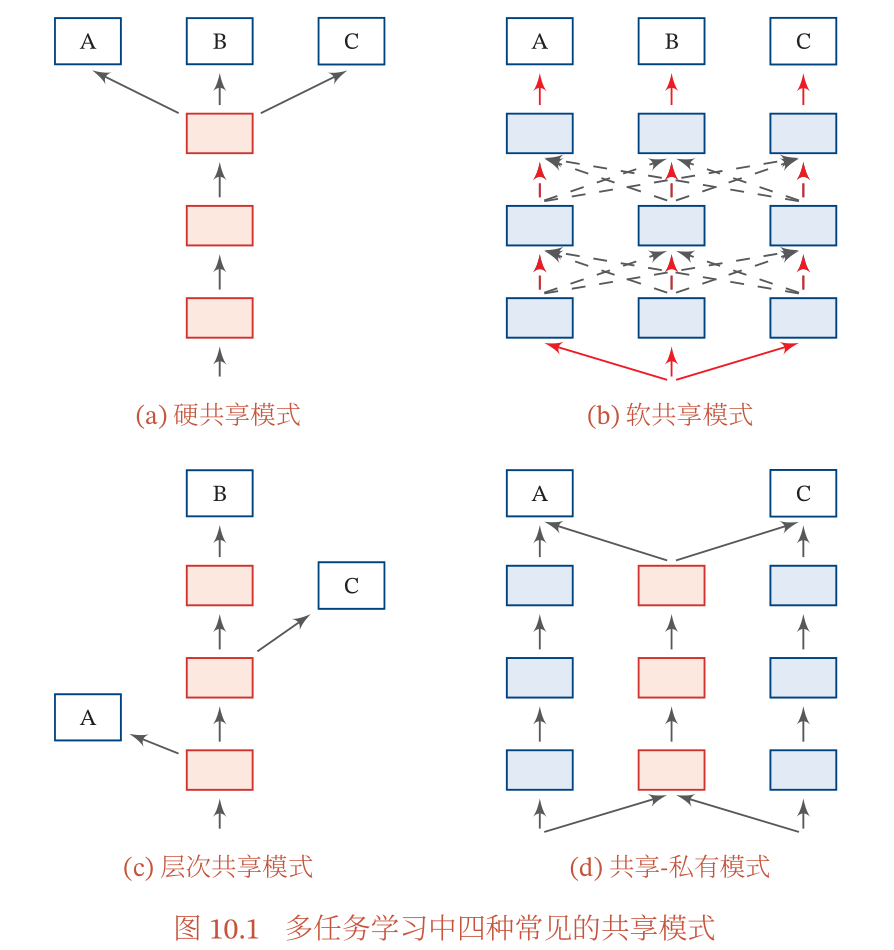 A B C
A B C
(a) 硬共享模式
(b) 软共享模式
B
C
A
A C
(c) 层次共享模式
(d) 共享-私有模式
图 10.1 多任务学习中四种常见的共享模式